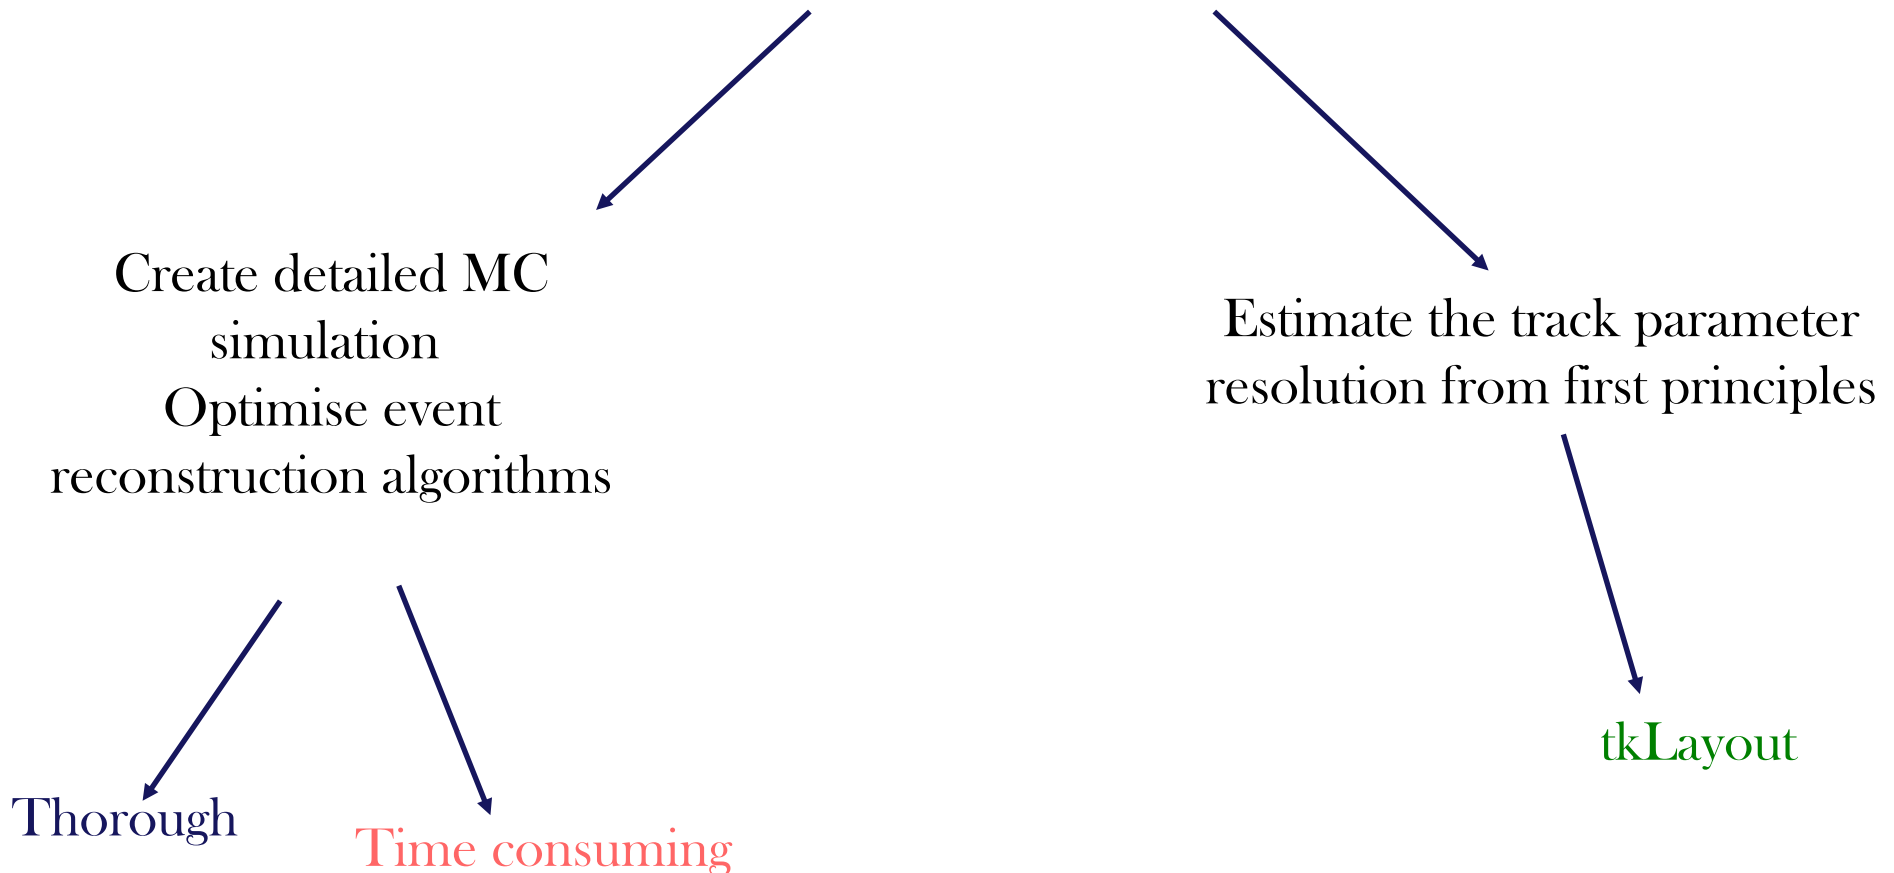 Create detailed MC
simulation
Optimise event
reconstruction algorithms
Estimate the track parameter
resolution from first principles
tkLayout
Thorough
Time consuming